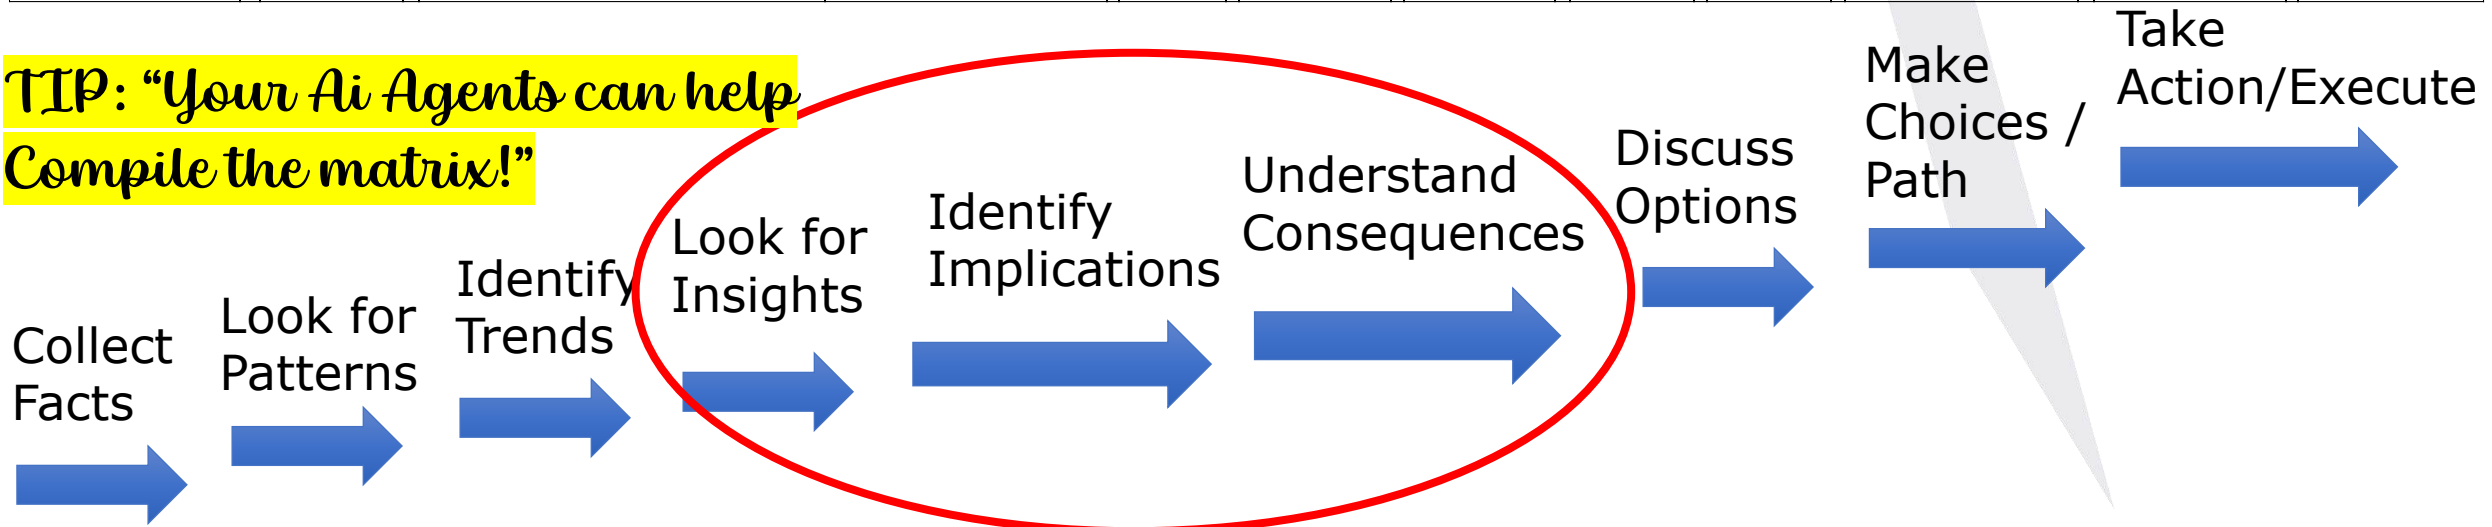 TIP: “Your Ai Agents can help
Compile the matrix!”
Collect
Facts
Look for
Patterns
Identify
Trends
Look for
Insights
Identify
Implications
Understand
Consequences
Discuss
Options
Make
Choices /
Path
Take
Action/Execute